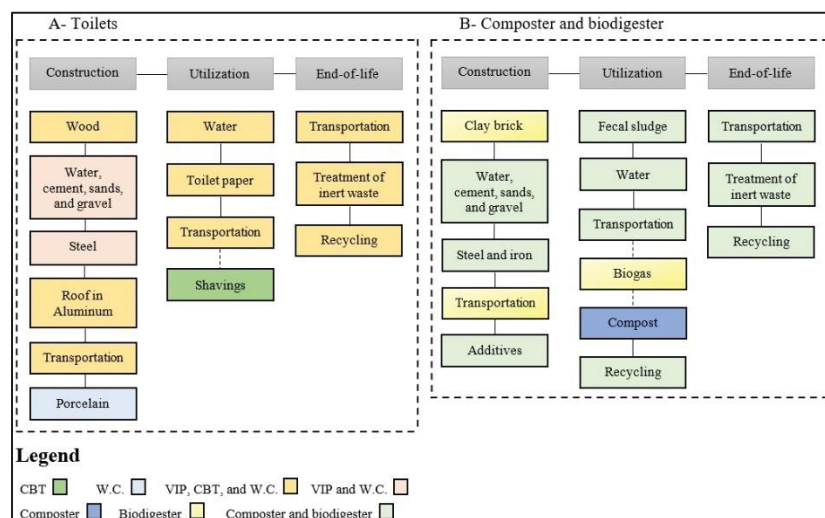 A- Toilets
Construction
Utilization
End-of-life
Wood
Water,
cement, sands,
and gravel
Steel
Roof in
Aluminum
Transportation
Porcelain
Water
Toilet paper
Transportation
Shavings
Transportation
Treatment of
inert waste
Recycling
B- Composter and biodigester
Construction
Utilization
End-of-life
Clay brick
Water,
cement, sands,
and gravel
Steel and iron
Transportation
Additives
Fecal sludge
Water
Transportation
Biogas
Compost
Recycling
Transportation
Treatment of
inert waste
Recycling
Legend
CBT W.C. VIP, CBT, and W.C. VIP and W.C.
Composter Biodigester Composter and biodigester